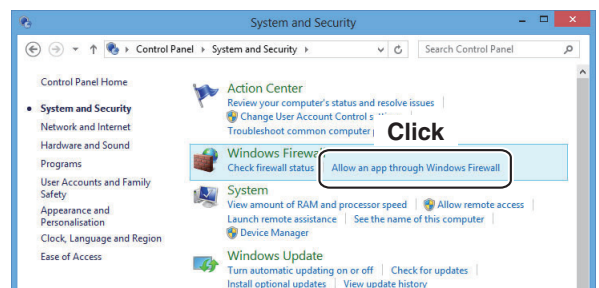 System and Security
Control Panel ▸ System and Security ▸
Search Control Panel
Control Panel Home
System and Security
Network and Internet
Hardware and Sound
Programs
User Accounts and Family
Safety
Appearance and
Personalisation
Clock, Language and Region
Ease of Access
Action Center
Review your computer's status and resolve issues
Change User Account Control
Troubleshoot common computer
Click
Windows Firewall
Check firewall status
Allow an app through Windows Firewall
System
View amount of RAM and processor speed
Allow remote access
Launch remote assistance
See the name of this computer
Device Manager
Windows Update
Turn automatic updating on or off
Check for updates
Install optional updates
View update history